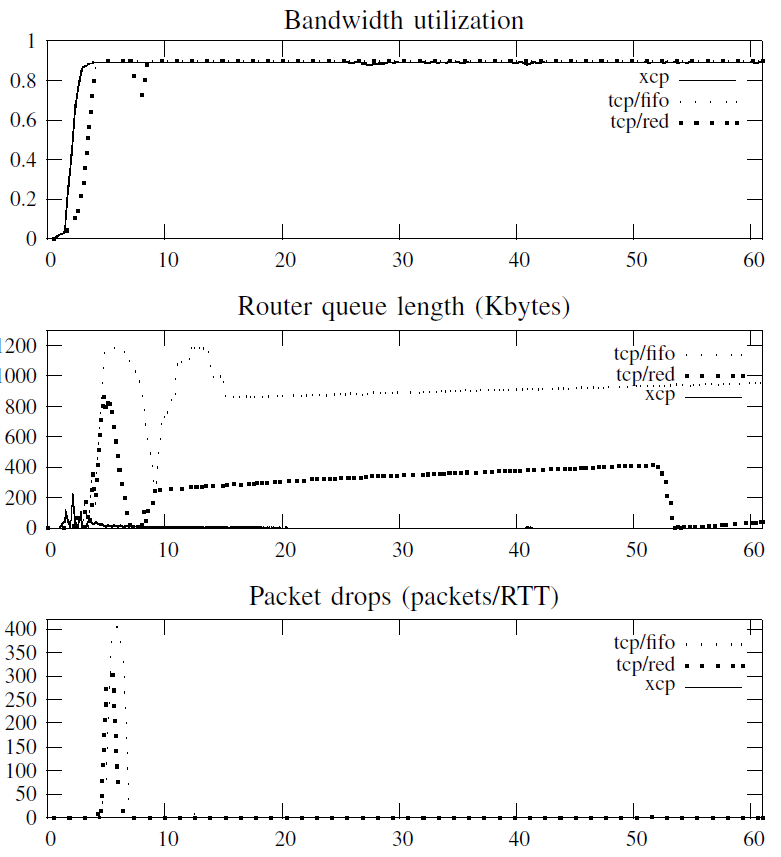 Bandwidth utilization
1
0.8
0.6
0.4
0.2
0
xcp
tcp/fifo
tcp/red
0 10 20 30 40 50 60
Router queue length (Kbytes)
1200
1000
800
600
400
200
0
tcp/fifo
tcp/red
xcp
0 10 20 30 40 50 60
Packet drops (packets/RTT)
400
350
300
250
200
150
100
50
0
tcp/fifo
tcp/red
xcp
0 10 20 30 40 50 60